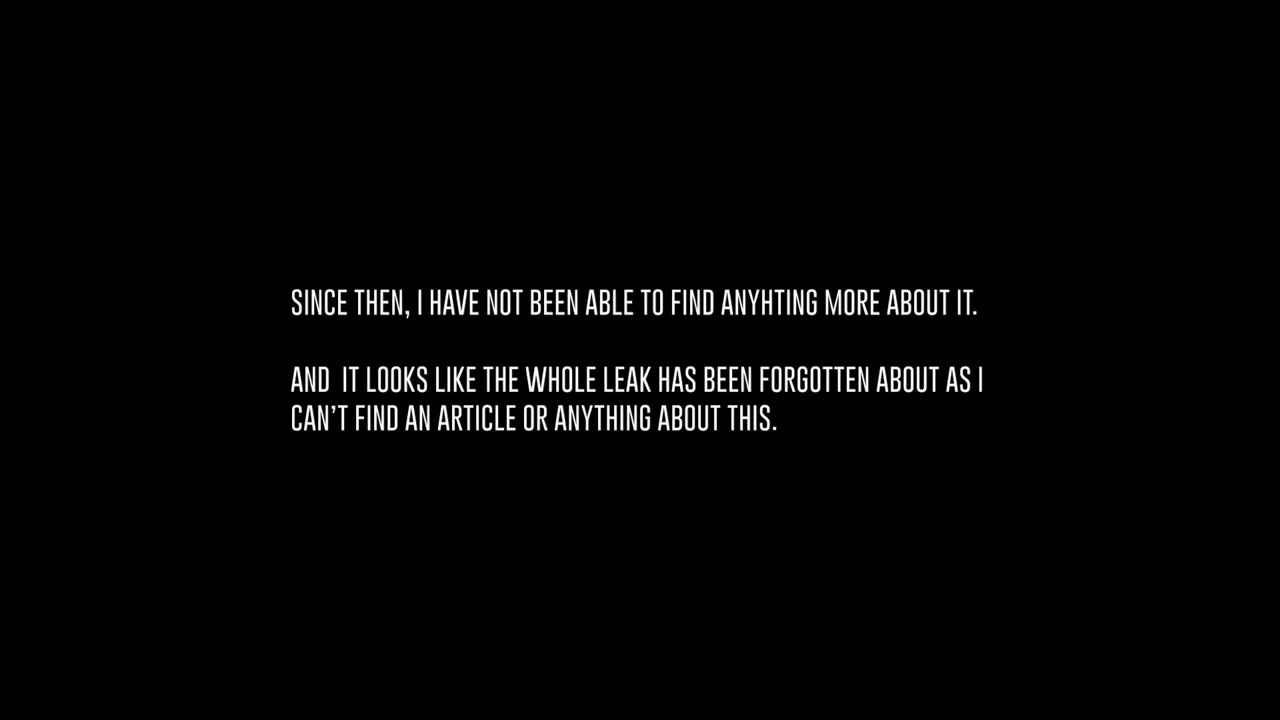 SINCE THEN, I HAVE NOT BEEN ABLE TO FIND ANYHTING MORE ABOUT IT.
AND  IT LOOKS LIKE THE WHOLE LEAK HAS BEEN FORGOTTEN ABOUT AS I
CAN’T FIND AN ARTICLE OR ANYTHING ABOUT THIS.